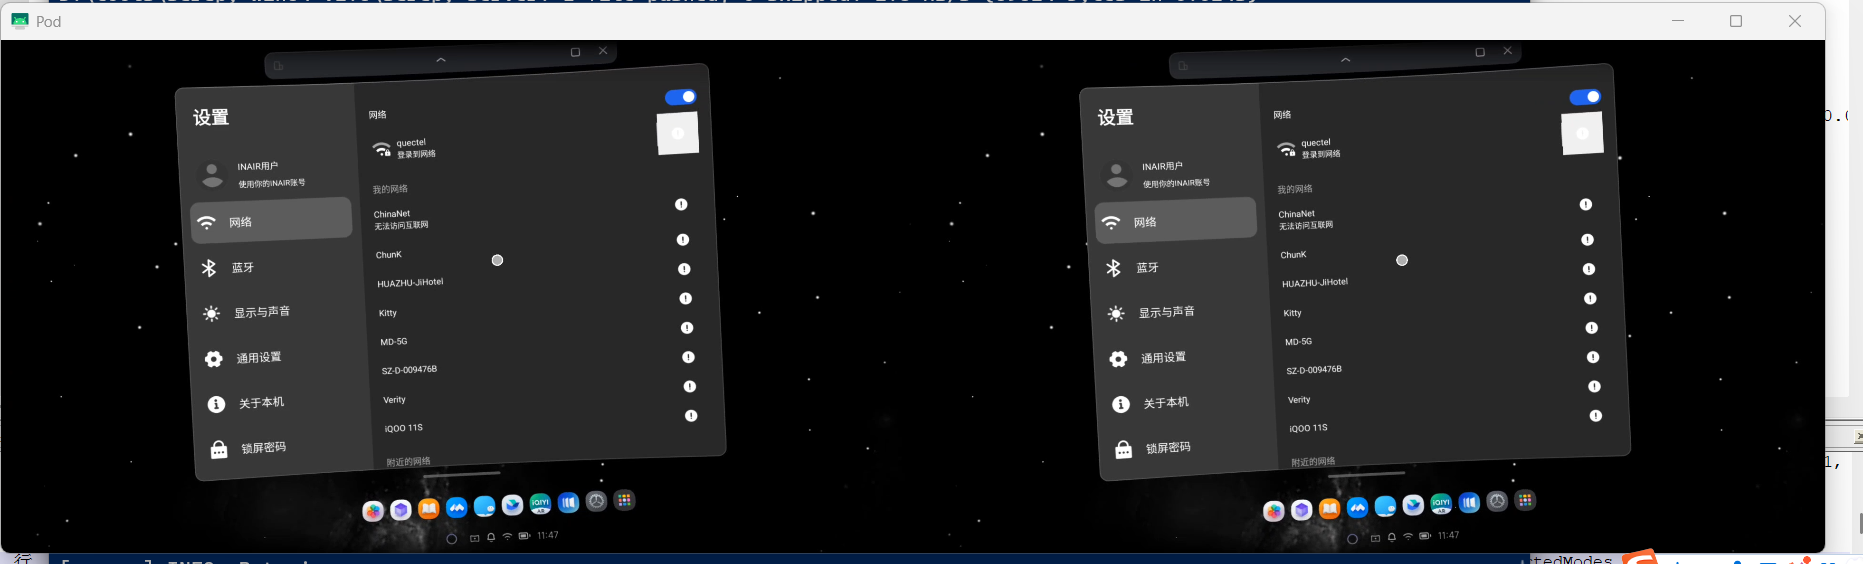 Pod
设置
INAIR用户
使用你的INAIR账号
网络
蓝牙
显示与声音
通用设置
关于本机
锁屏密码
网络
quectel
登录到网络
我的网络
ChinaNet
无法访问互联网
ChunK
HUAZHU-JiHotel
Kitty
MD-5G
SZ-D-009476B
Verity
iQOO 11S
附近的网络
iQIYI
11:47
设置
INAIR用户
使用你的INAIR账号
网络
蓝牙
显示与声音
通用设置
关于本机
锁屏密码
网络
quectel
登录到网络
我的网络
ChinaNet
无法访问互联网
ChunK
HUAZHU-JiHotel
Kitty
MD-5G
SZ-D-009476B
Verity
iQOO 11S
附近的网络
iQIYI
11:47
行
ctedModes